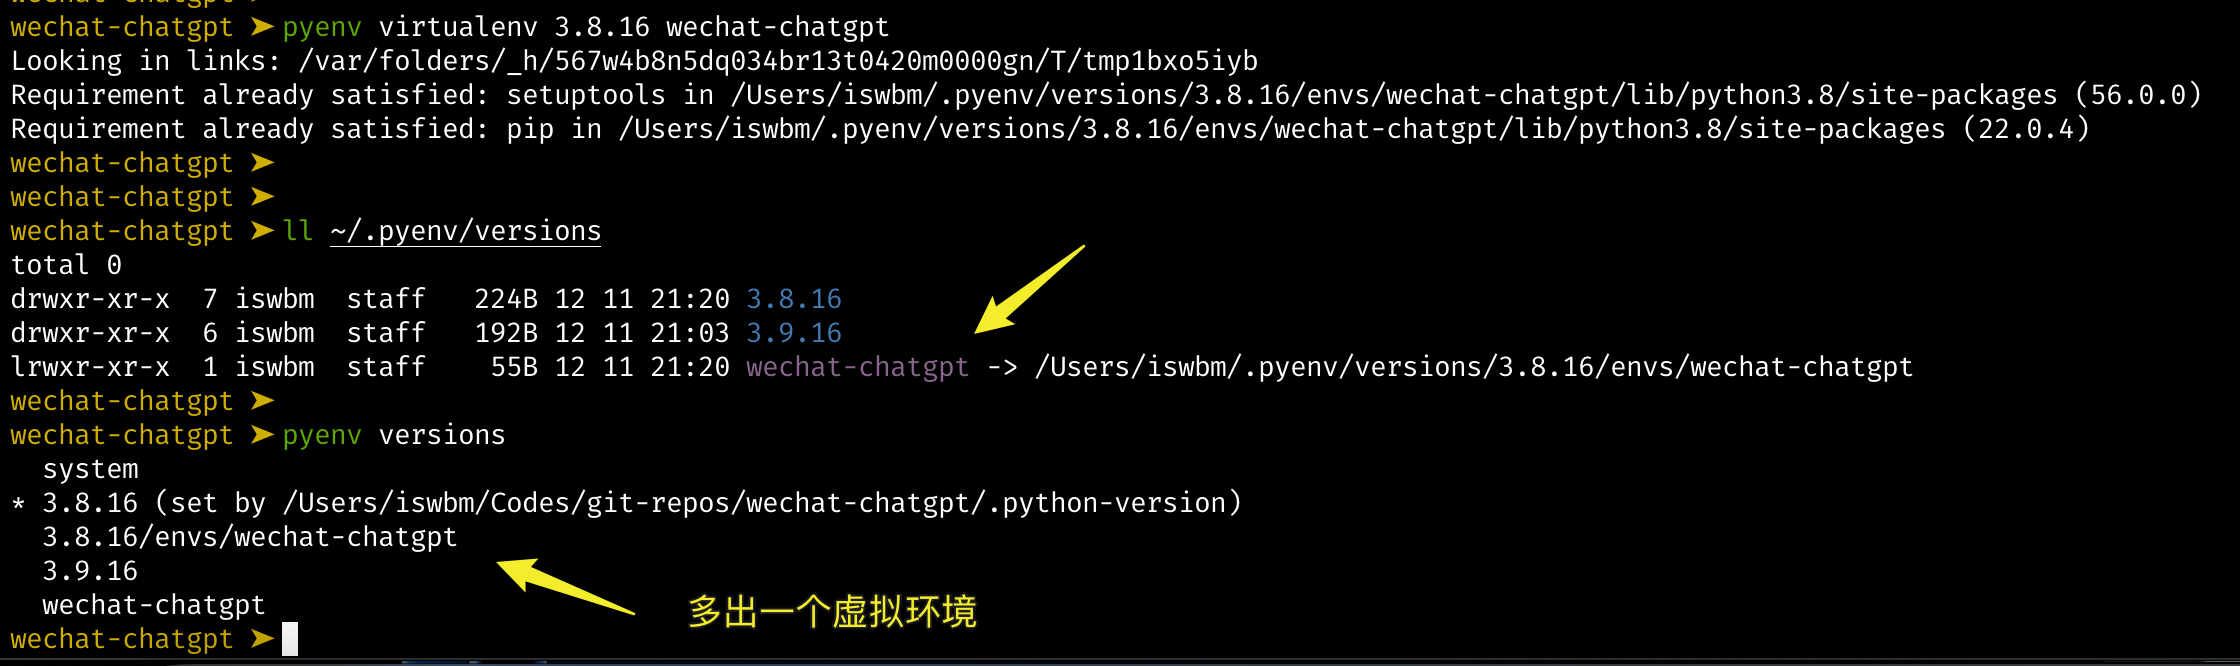 wechat-chatgpt ➤ pyenv virtualenv 3.8.16 wechat-chatgpt
Looking in links: /var/folders/_h/567w4b8n5dq034br13t0420m0000gn/T/tmp1bxo5iyb
Requirement already satisfied: setuptools in /Users/iswbm/.pyenv/versions/3.8.16/envs/wechat-chatgpt/lib/python3.8/site-packages (56.0.0)
Requirement already satisfied: pip in /Users/iswbm/.pyenv/versions/3.8.16/envs/wechat-chatgpt/lib/python3.8/site-packages (22.0.4)
wechat-chatgpt ➤
wechat-chatgpt ➤
wechat-chatgpt ➤ ll ~/.pyenv/versions
total 0
drwxr-xr-x  7 iswbm  staff   224B 12 11 21:20 3.8.16
drwxr-xr-x  6 iswbm  staff   192B 12 11 21:03 3.9.16
lrwxr-xr-x  1 iswbm  staff    55B 12 11 21:20 wechat-chatgpt -> /Users/iswbm/.pyenv/versions/3.8.16/envs/wechat-chatgpt
wechat-chatgpt ➤
wechat-chatgpt ➤ pyenv versions
  system
* 3.8.16 (set by /Users/iswbm/Codes/git-repos/wechat-chatgpt/.python-version)
  3.8.16/envs/wechat-chatgpt
  3.9.16
  wechat-chatgpt
多出一个虚拟环境
wechat-chatgpt ➤